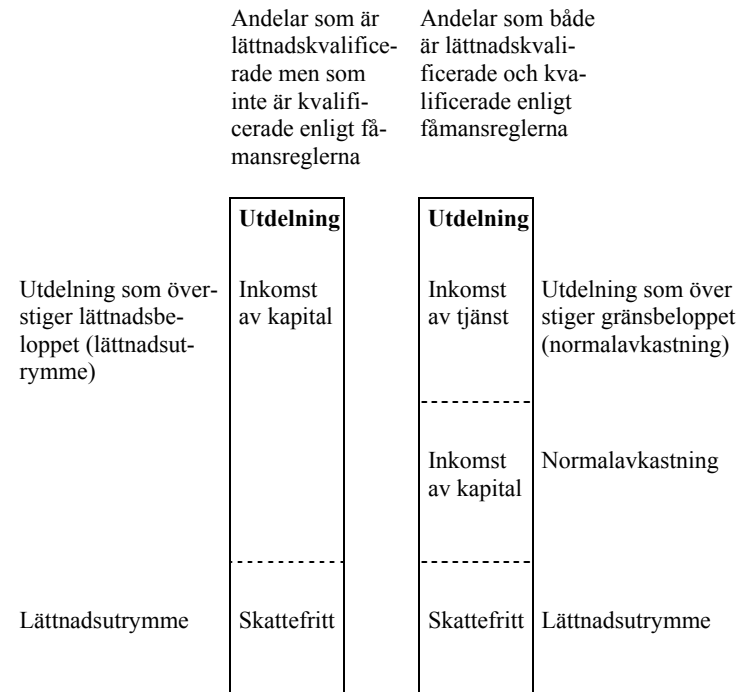 Andelar som är
lättnadskvalifice-
rade men som
inte är kvalifi-
cerade enligt få-
mansreglerna
Andelar som både
är lättnadskvali-
ficerade och kva-
lificerade enligt
fåmansreglerna
Utdelning
Utdelning
Utdelning som över-
stiger lättnadsbe-
loppet (lättnadsut-
rymme)
Inkomst
av kapital
Inkomst
av tjänst
Utdelning som över
stiger gränsbeloppet
(normalavkastning)
Inkomst
av kapital
Normalavkastning
Lättnadsutrymme
Skattefritt
Skattefritt
Lättnadsutrymme